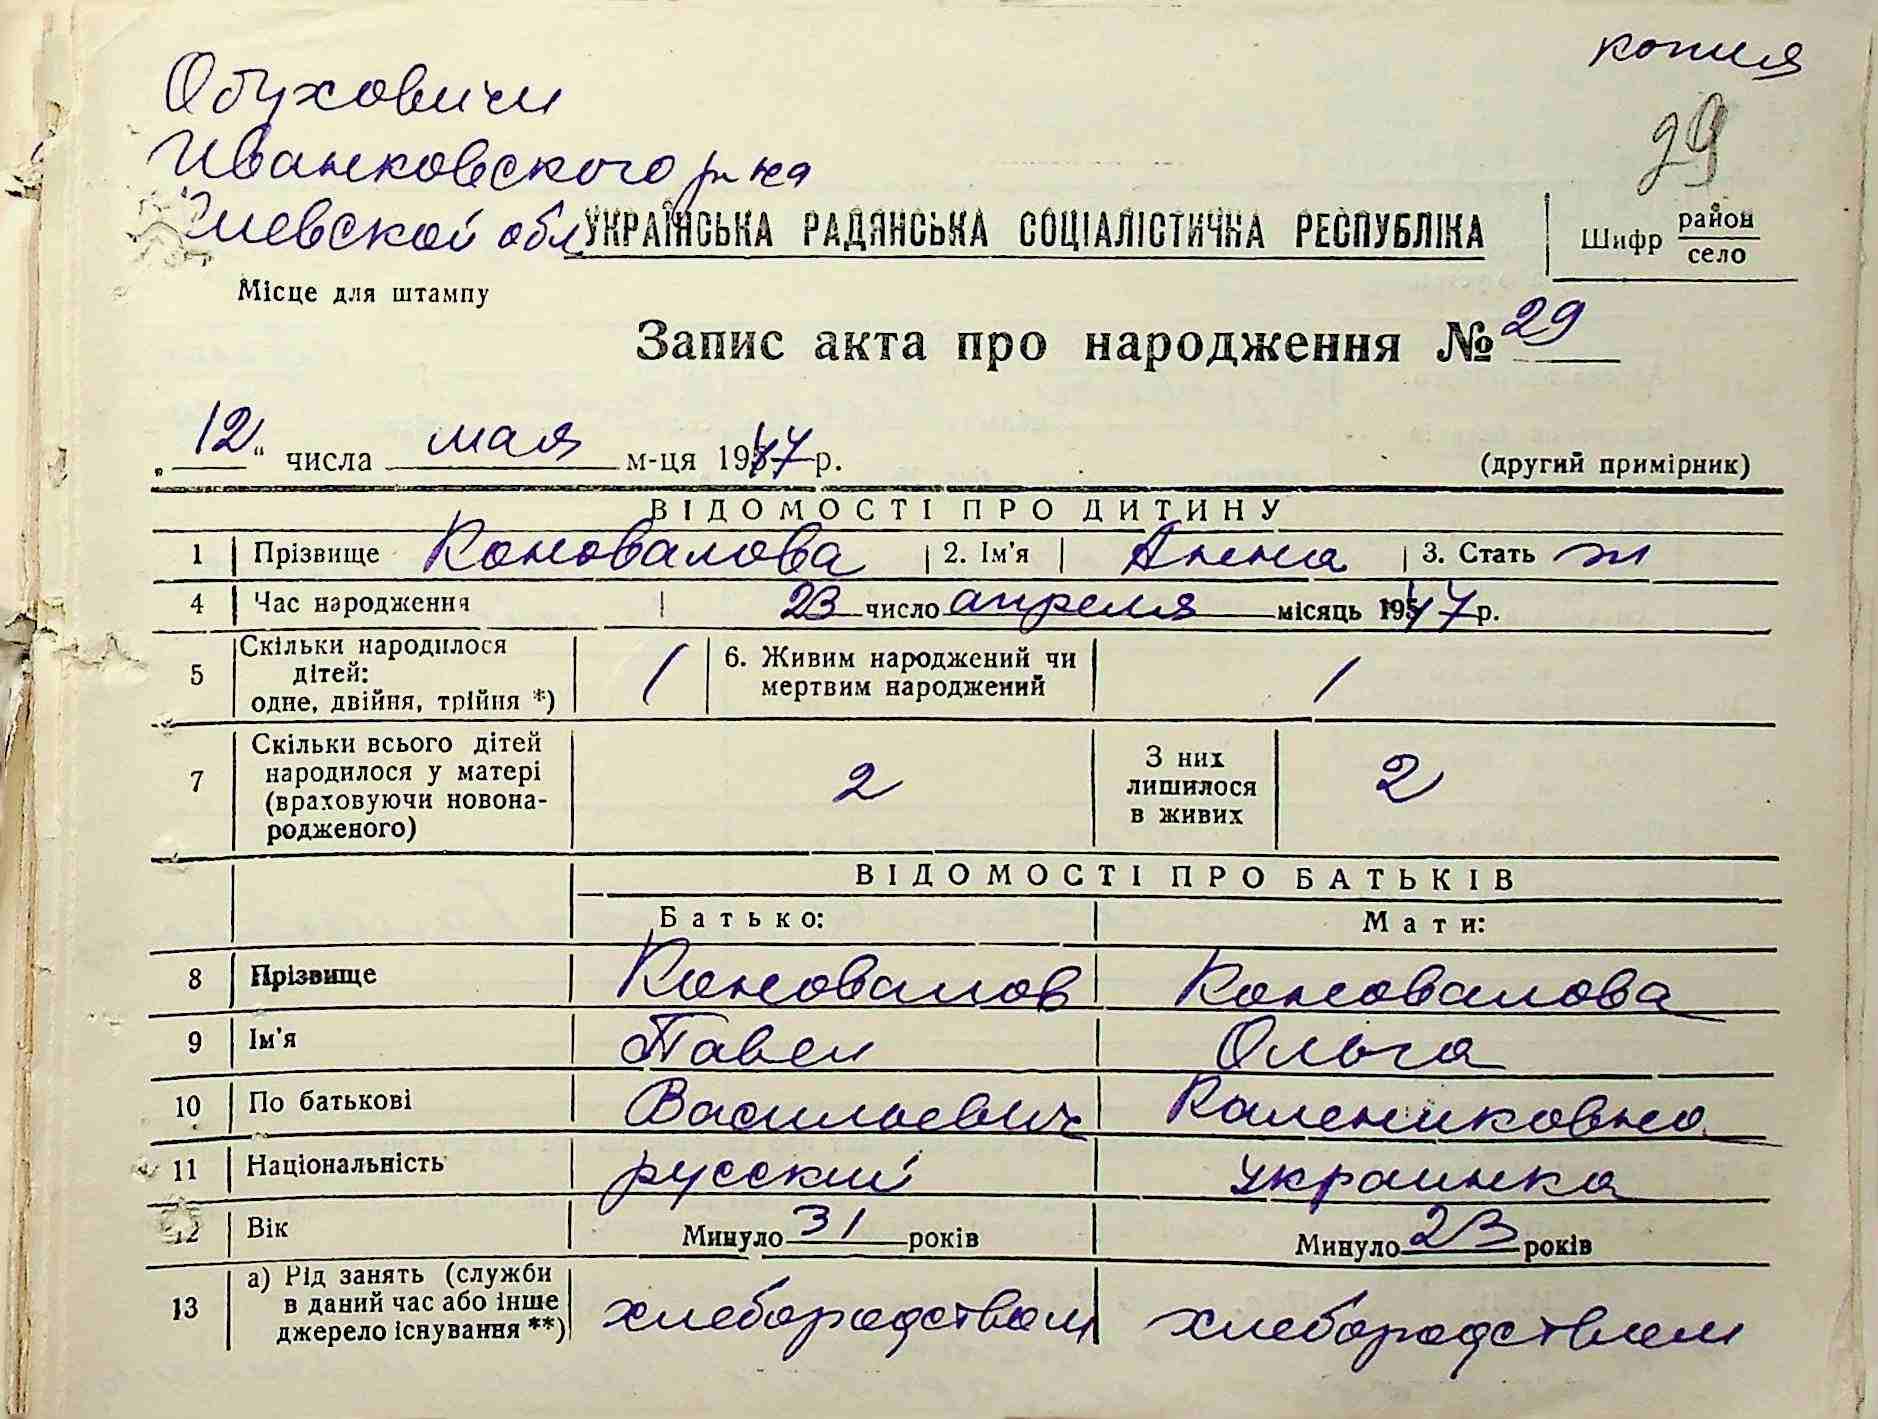 копия
Обуховичи
29
Иванковского р-на
Киевской обл
УКРАЇНСЬКА РАДЯНСЬКА СОЦІАЛІСТИЧНА РЕСПУБЛІКА
Шифр район село
Місце для штампу
Запис акта про народження № 29
„12" числа мая м-ця 1947 р.
(другий примірник)
ВІДОМОСТІ ПРО ДИТИНУ
1 Прізвище Коновалова 2. Ім'я Анна 3. Стать ж
4 Час народження 23 число апреля місяць 1947 р.
5 Скільки народилося дітей: одне, двійня, трійня *) 1 6. Живим народжений чи мертвим народжений 1
7 Скільки всього дітей народилося у матері (враховуючи новона-родженого) 2 З них лишилося в живих 2
ВІДОМОСТІ ПРО БАТЬКІВ
Батько: Мати:
8 Прізвище Коновалов Коновалова
9 Ім'я Павел Ольга
10 По батькові Васильевич Калениковна
11 Національність русский украинка
12 Вік Минуло 31 років Минуло 23 років
13 а) Рід занять (служби в даний час або інше джерело існування **) хлебородством хлебородством